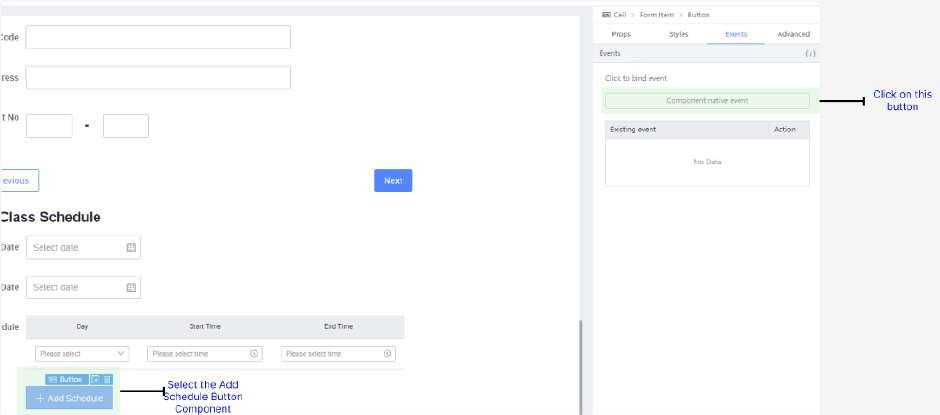 Code
ress
t No
-
evious
Next
Class Schedule
Date
Select date
Date
Select date
dule
Day
Start Time
End Time
Please select
Please select time
Please select time
Button
+ Add Schedule
Select the Add
Schedule Button
Component
Cell > Form Item > Button
Props
Styles
Events
Advanced
Events
Click to bind event
Component native event
Existing event
Action
No Data
Click on this
button